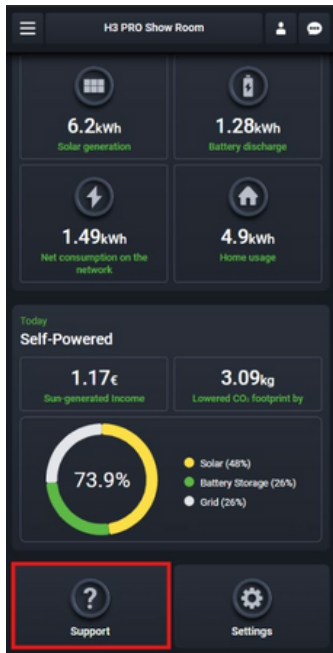 H3 PRO Show Room
6.2kWh
Solar generation
1.28kWh
Battery discharge
1.49kWh
Net consumption on the
network
4.9kWh
Home usage
Today
Self-Powered
1.17€
Sun-generated Income
3.09kg
Lowered CO₂ footprint by
73.9%
Solar (48%)
Battery Storage (26%)
Grid (26%)
?
Support
Settings